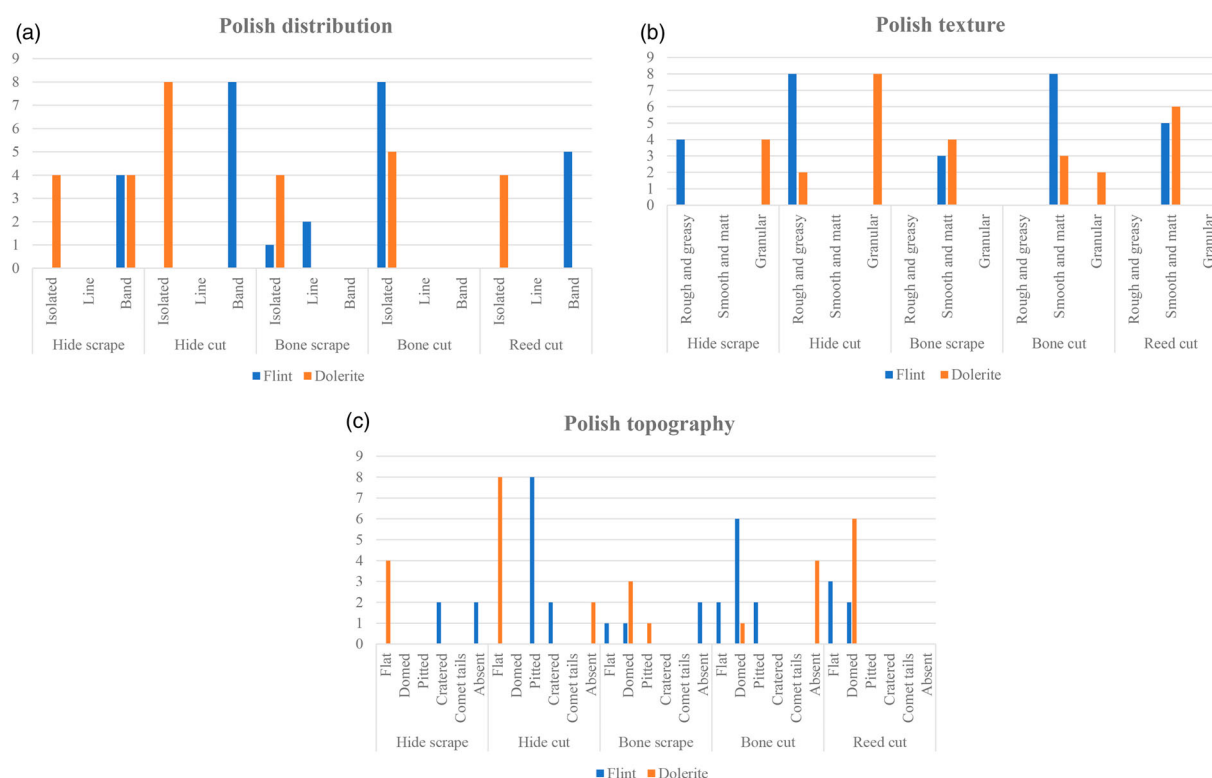 (a)
Polish distribution
9
8
7
6
5
4
3
2
1
0
Isolated
Line
Band
Isolated
Line
Band
Isolated
Line
Band
Isolated
Line
Band
Isolated
Line
Band
Hide scrape Hide cut Bone scrape Bone cut Reed cut
Flint Dolerite
(b)
Polish texture
9
8
7
6
5
4
3
2
1
0
Rough and greasy
Smooth and matt
Granular
Rough and greasy
Smooth and matt
Granular
Rough and greasy
Smooth and matt
Granular
Rough and greasy
Smooth and matt
Granular
Rough and greasy
Smooth and matt
Granular
Hide scrape Hide cut Bone scrape Bone cut Reed cut
Flint Dolerite
(c)
Polish topography
9
8
7
6
5
4
3
2
1
0
Flat
Domed
Pitted
Cratered
Comet tails
Absent
Flat
Domed
Pitted
Cratered
Comet tails
Absent
Flat
Domed
Pitted
Cratered
Comet tails
Absent
Flat
Domed
Pitted
Cratered
Comet tails
Absent
Flat
Domed
Pitted
Cratered
Comet tails
Absent
Hide scrape Hide cut Bone scrape Bone cut Reed cut
Flint Dolerite